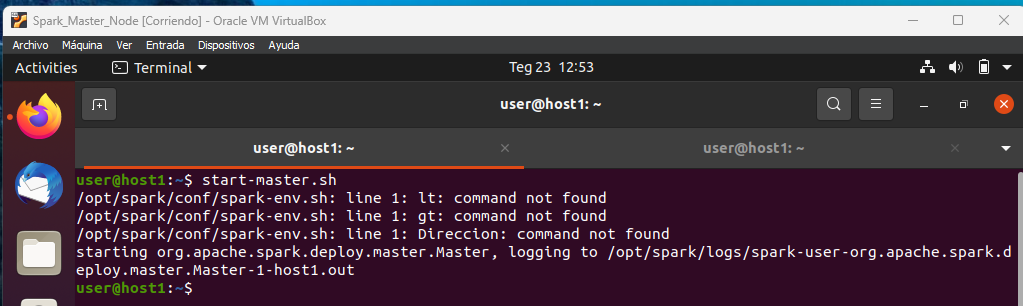 Spark_Master_Node [Corriendo] - Oracle VM VirtualBox
Archivo Máquina Ver Entrada Dispositivos Ayuda
Activities Terminal Teg 23 12:53
user@host1: ~
user@host1: ~ × user@host1: ~ ×
user@host1:~$ start-master.sh
/opt/spark/conf/spark-env.sh: line 1: lt: command not found
/opt/spark/conf/spark-env.sh: line 1: gt: command not found
/opt/spark/conf/spark-env.sh: line 1: Direccion: command not found
starting org.apache.spark.deploy.master.Master, logging to /opt/spark/logs/spark-user-org.apache.spark.d
eploy.master.Master-1-host1.out
user@host1:~$